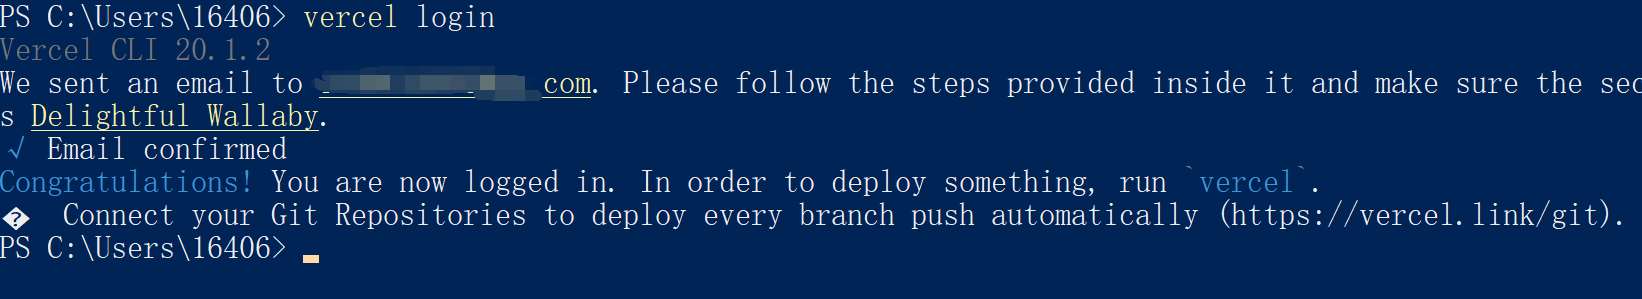 PS C:\Users\16406> vercel login
Vercel CLI 20.1.2
We sent an email to com. Please follow the steps provided inside it and make sure the sec
s Delightful Wallaby.
√ Email confirmed
Congratulations! You are now logged in. In order to deploy something, run `vercel`.
� Connect your Git Repositories to deploy every branch push automatically (https://vercel.link/git).
PS C:\Users\16406>